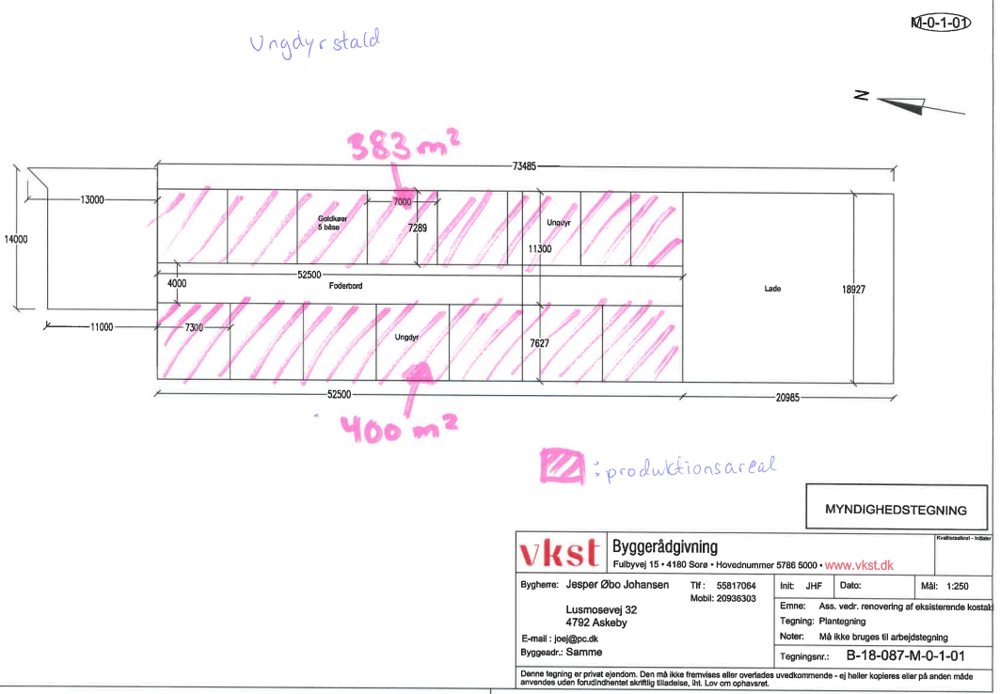 M-0-1-01
Ungdyrstald
N
383 m²
73485
13000
7000
14000
Goldkøer
5 båse
7289
Ungdyr
11300
52500
4000
Foderbord
Lade
18927
11000
7300
Ungdyr
7627
52500
20985
400 m²
: produktionsareal
MYNDIGHEDSTEGNING
vkst
Byggerådgivning
Fulbyvej 15 • 4180 Sorø • Hovednummer 5786 5000 • www.vkst.dk
Bygherre: Jesper Øbo Johansen Tlf : 55817064
Mobil: 20936303
Lusmosevej 32
4792 Askeby
E-mail : joej@pc.dk
Byggeadr.: Samme
Init: JHF Dato: Mål: 1:250
Emne: Ass. vedr. renovering af eksisterende kostald
Tegning: Plantegning
Noter: Må ikke bruges til arbejdstegning
Tegningsnr.: B-18-087-M-0-1-01
Denne tegning er privat ejendom. Den må ikke fremvises eller overlades uvedkommende - ej heller kopieres eller på anden måde
anvendes uden forudindhentet skriftlig tilladelse, iht. Lov om ophavsret.